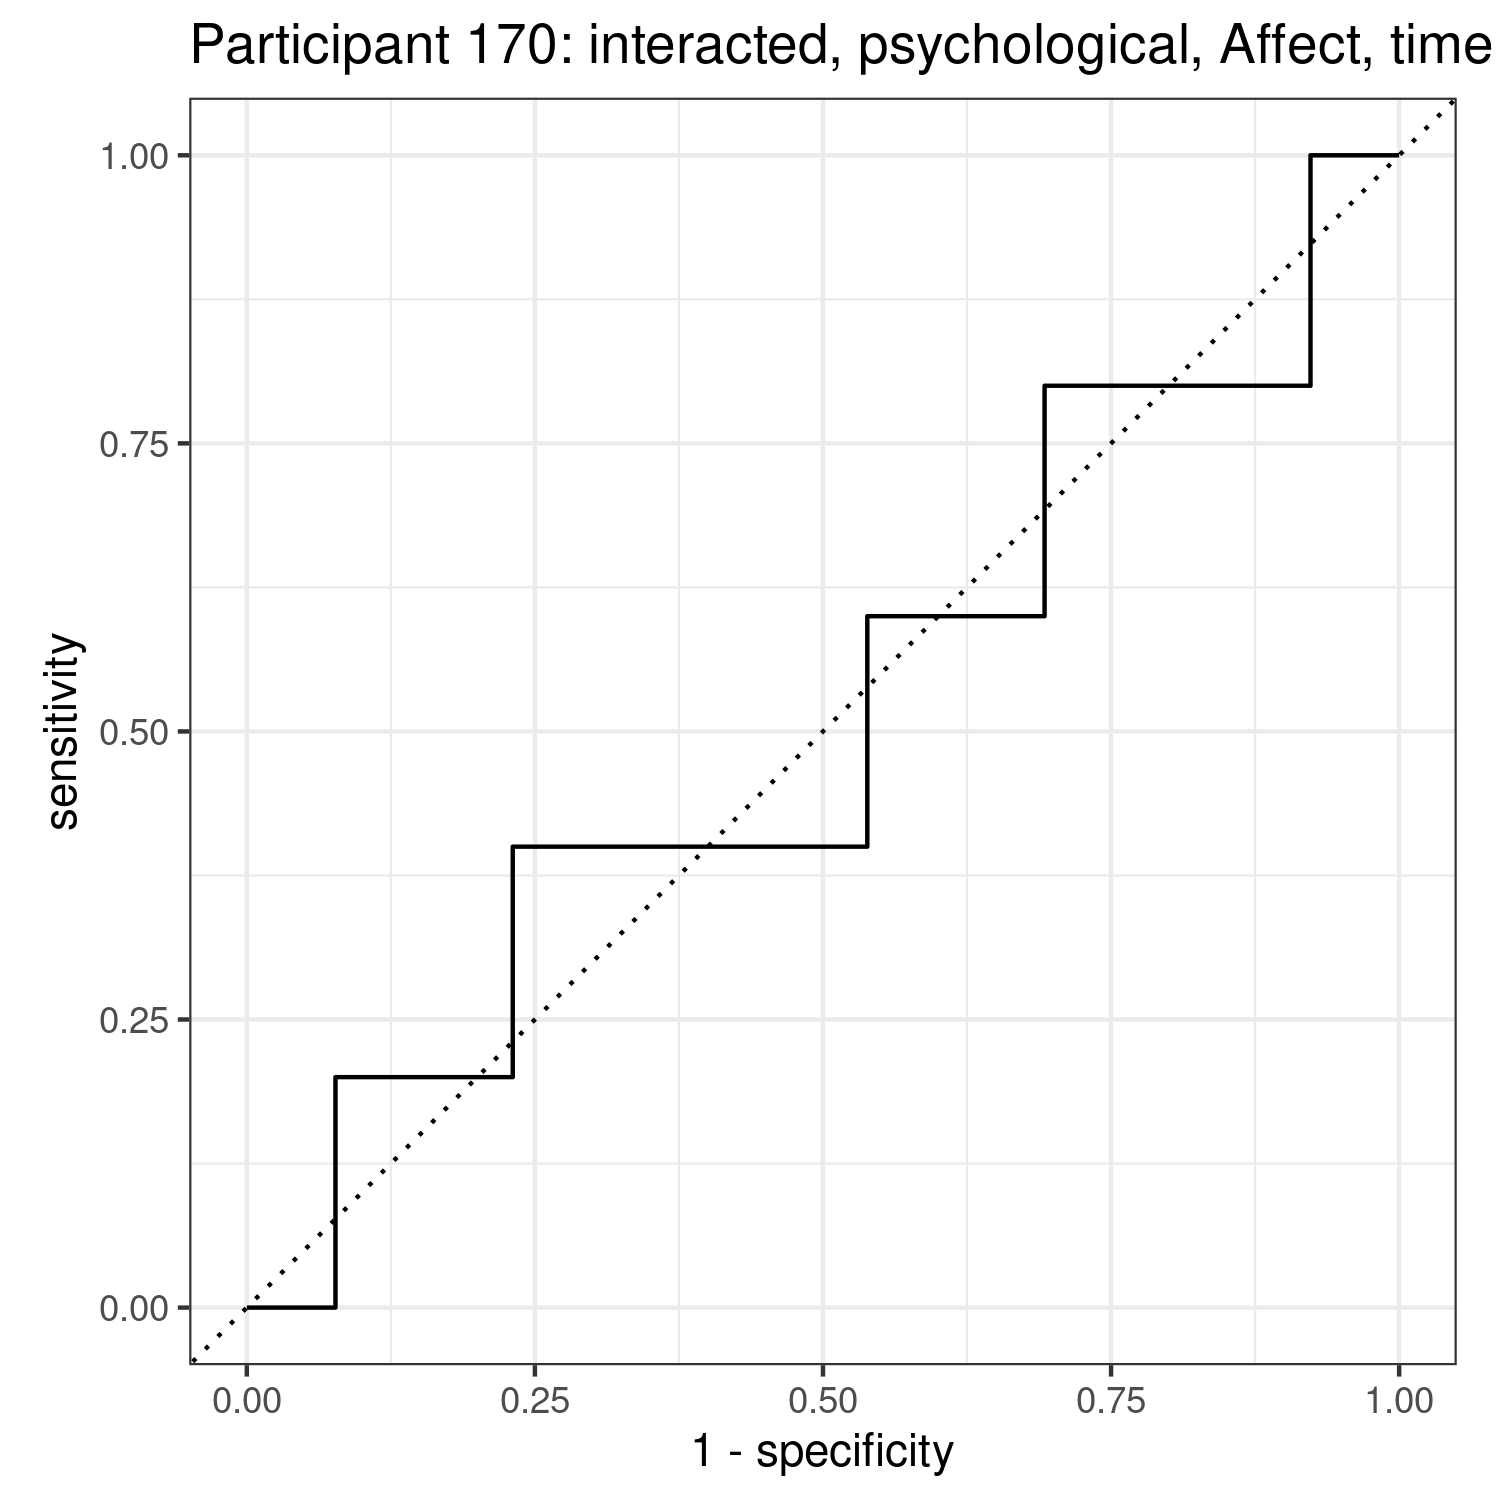 Participant 170: interacted, psychological, Affect, time
1.00
0.75
0.50
0.25
0.00
sensitivity
0.00 0.25 0.50 0.75 1.00
1 - specificity